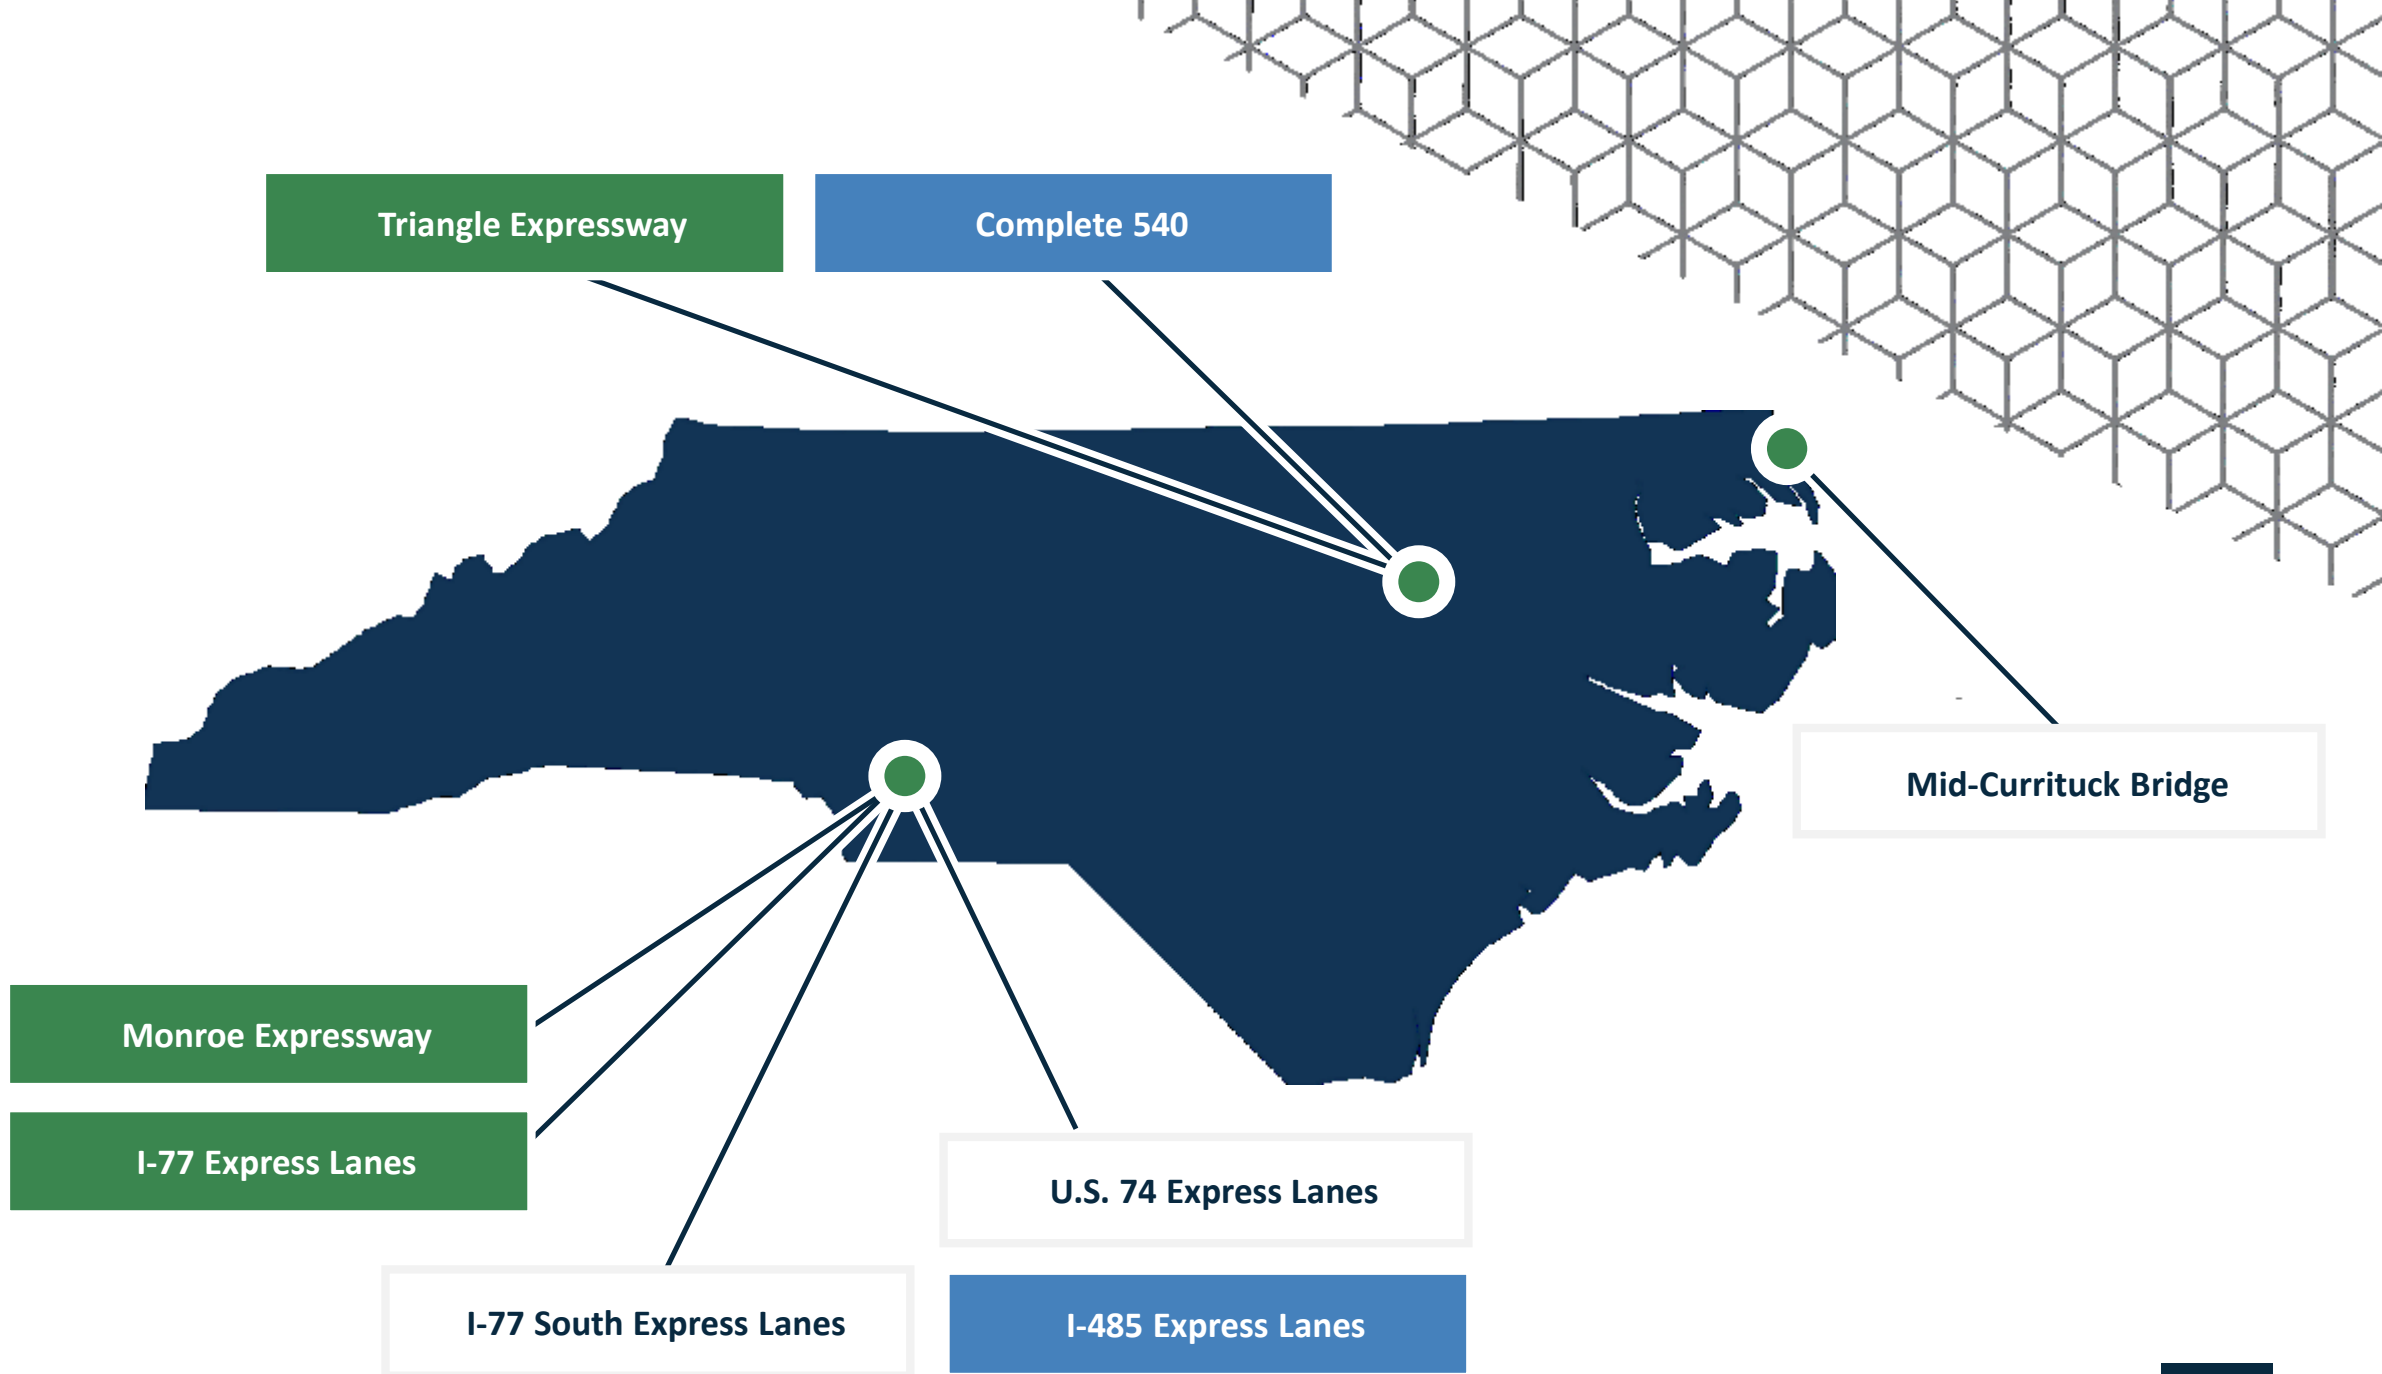 Triangle Expressway
Complete 540
Mid-Currituck Bridge
Monroe Expressway
I-77 Express Lanes
U.S. 74 Express Lanes
I-77 South Express Lanes
I-485 Express Lanes